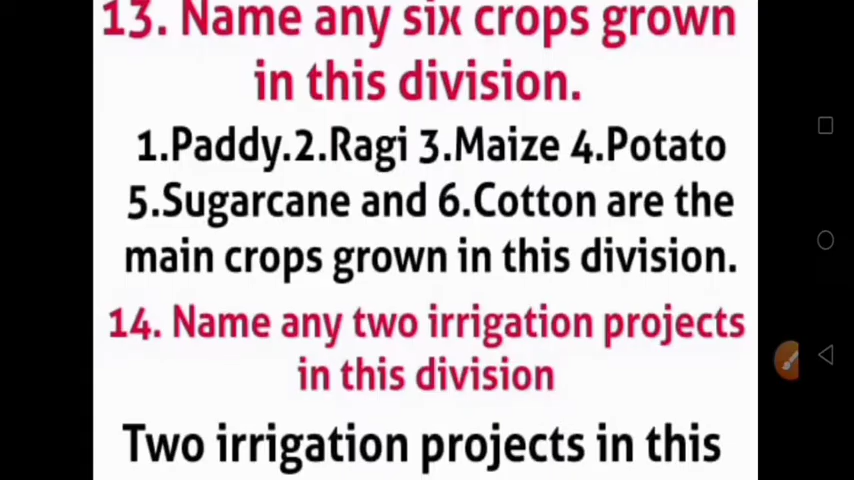 13. Name any six crops grown
in this division.
1.Paddy.2.Ragi 3.Maize 4.Potato
5.Sugarcane and 6.Cotton are the
main crops grown in this division.
14. Name any two irrigation projects
in this division
Two irrigation projects in this